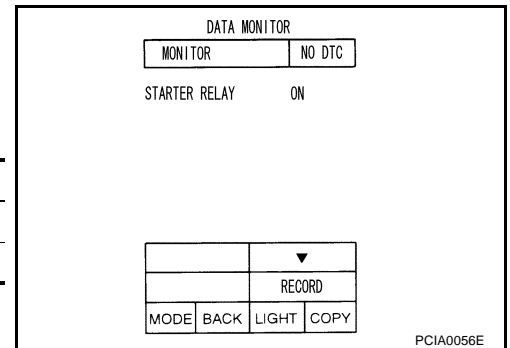 DATA MONITOR
MONITOR NO DTC
STARTER RELAY ON
▼
RECORD
MODE BACK LIGHT COPY
PCIA0056E